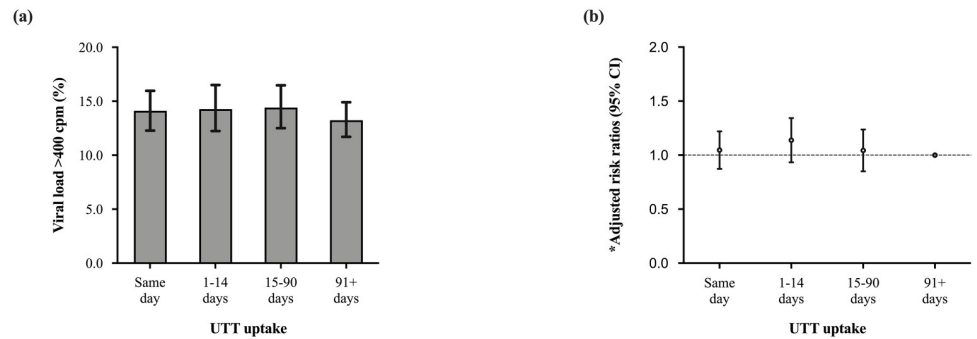 (a)
Viral load >400 cpm (%)
20.0
15.0
10.0
5.0
0.0
Same day
1-14 days
15-90 days
91+ days
UTT uptake
(b)
*Adjusted risk ratios (95% CI)
2.0
1.5
1.0
0.5
0.0
Same day
1-14 days
15-90 days
91+ days
UTT uptake